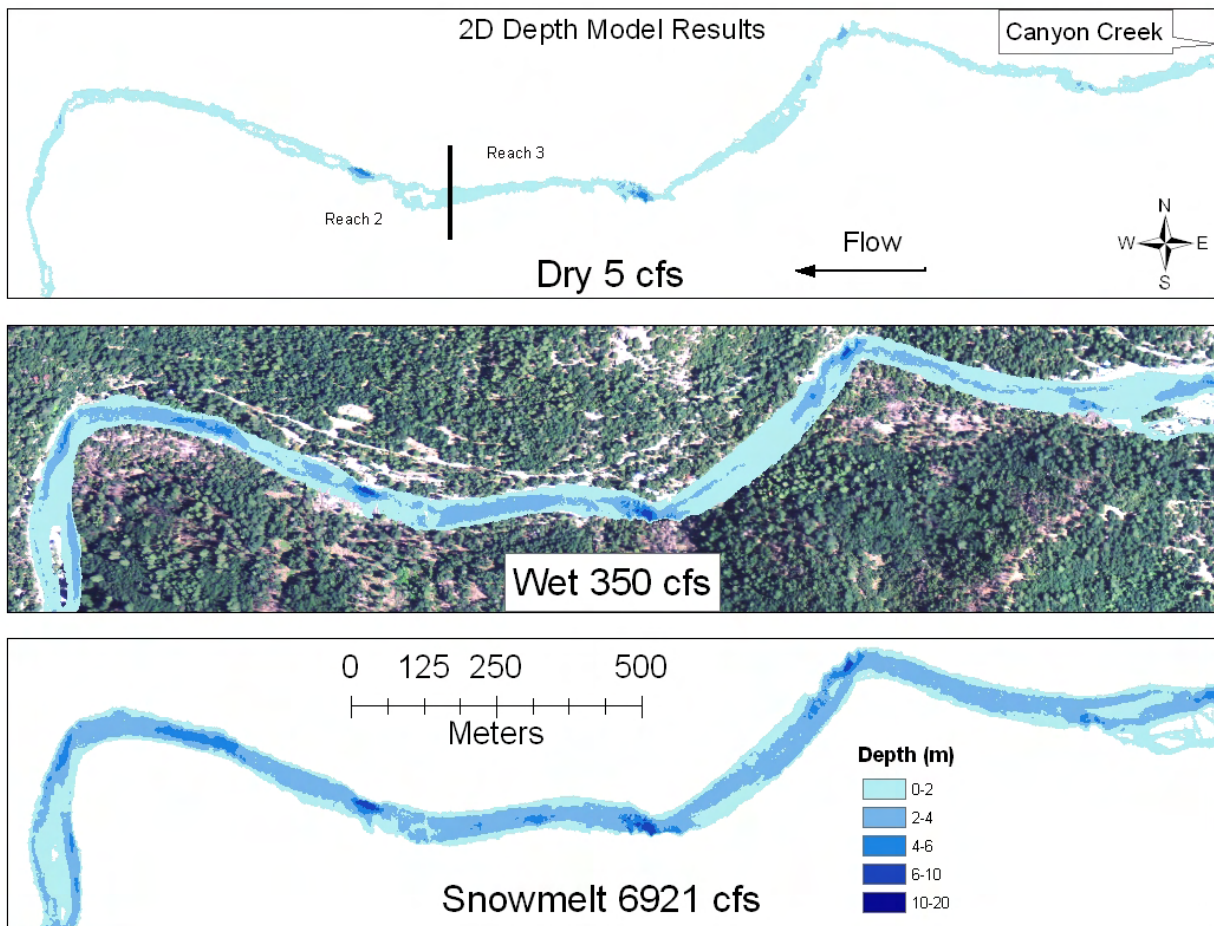 2D Depth Model Results
Canyon Creek
Reach 3
Reach 2
Flow
N
W
E
S
Dry 5 cfs
Wet 350 cfs
0 125 250 500
Meters
Depth (m)
0-2
2-4
4-6
6-10
10-20
Snowmelt 6921 cfs